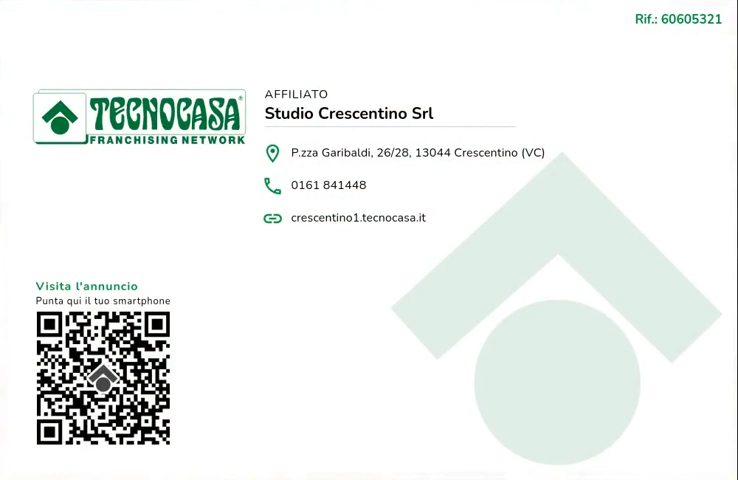 Rif.: 60605321
TECNOCASA®
FRANCHISING NETWORK
AFFILIATO
Studio Crescentino Srl
P.zza Garibaldi, 26/28, 13044 Crescentino (VC)
0161 841448
crescentino1.tecnocasa.it
Visita l'annuncio
Punta qui il tuo smartphone